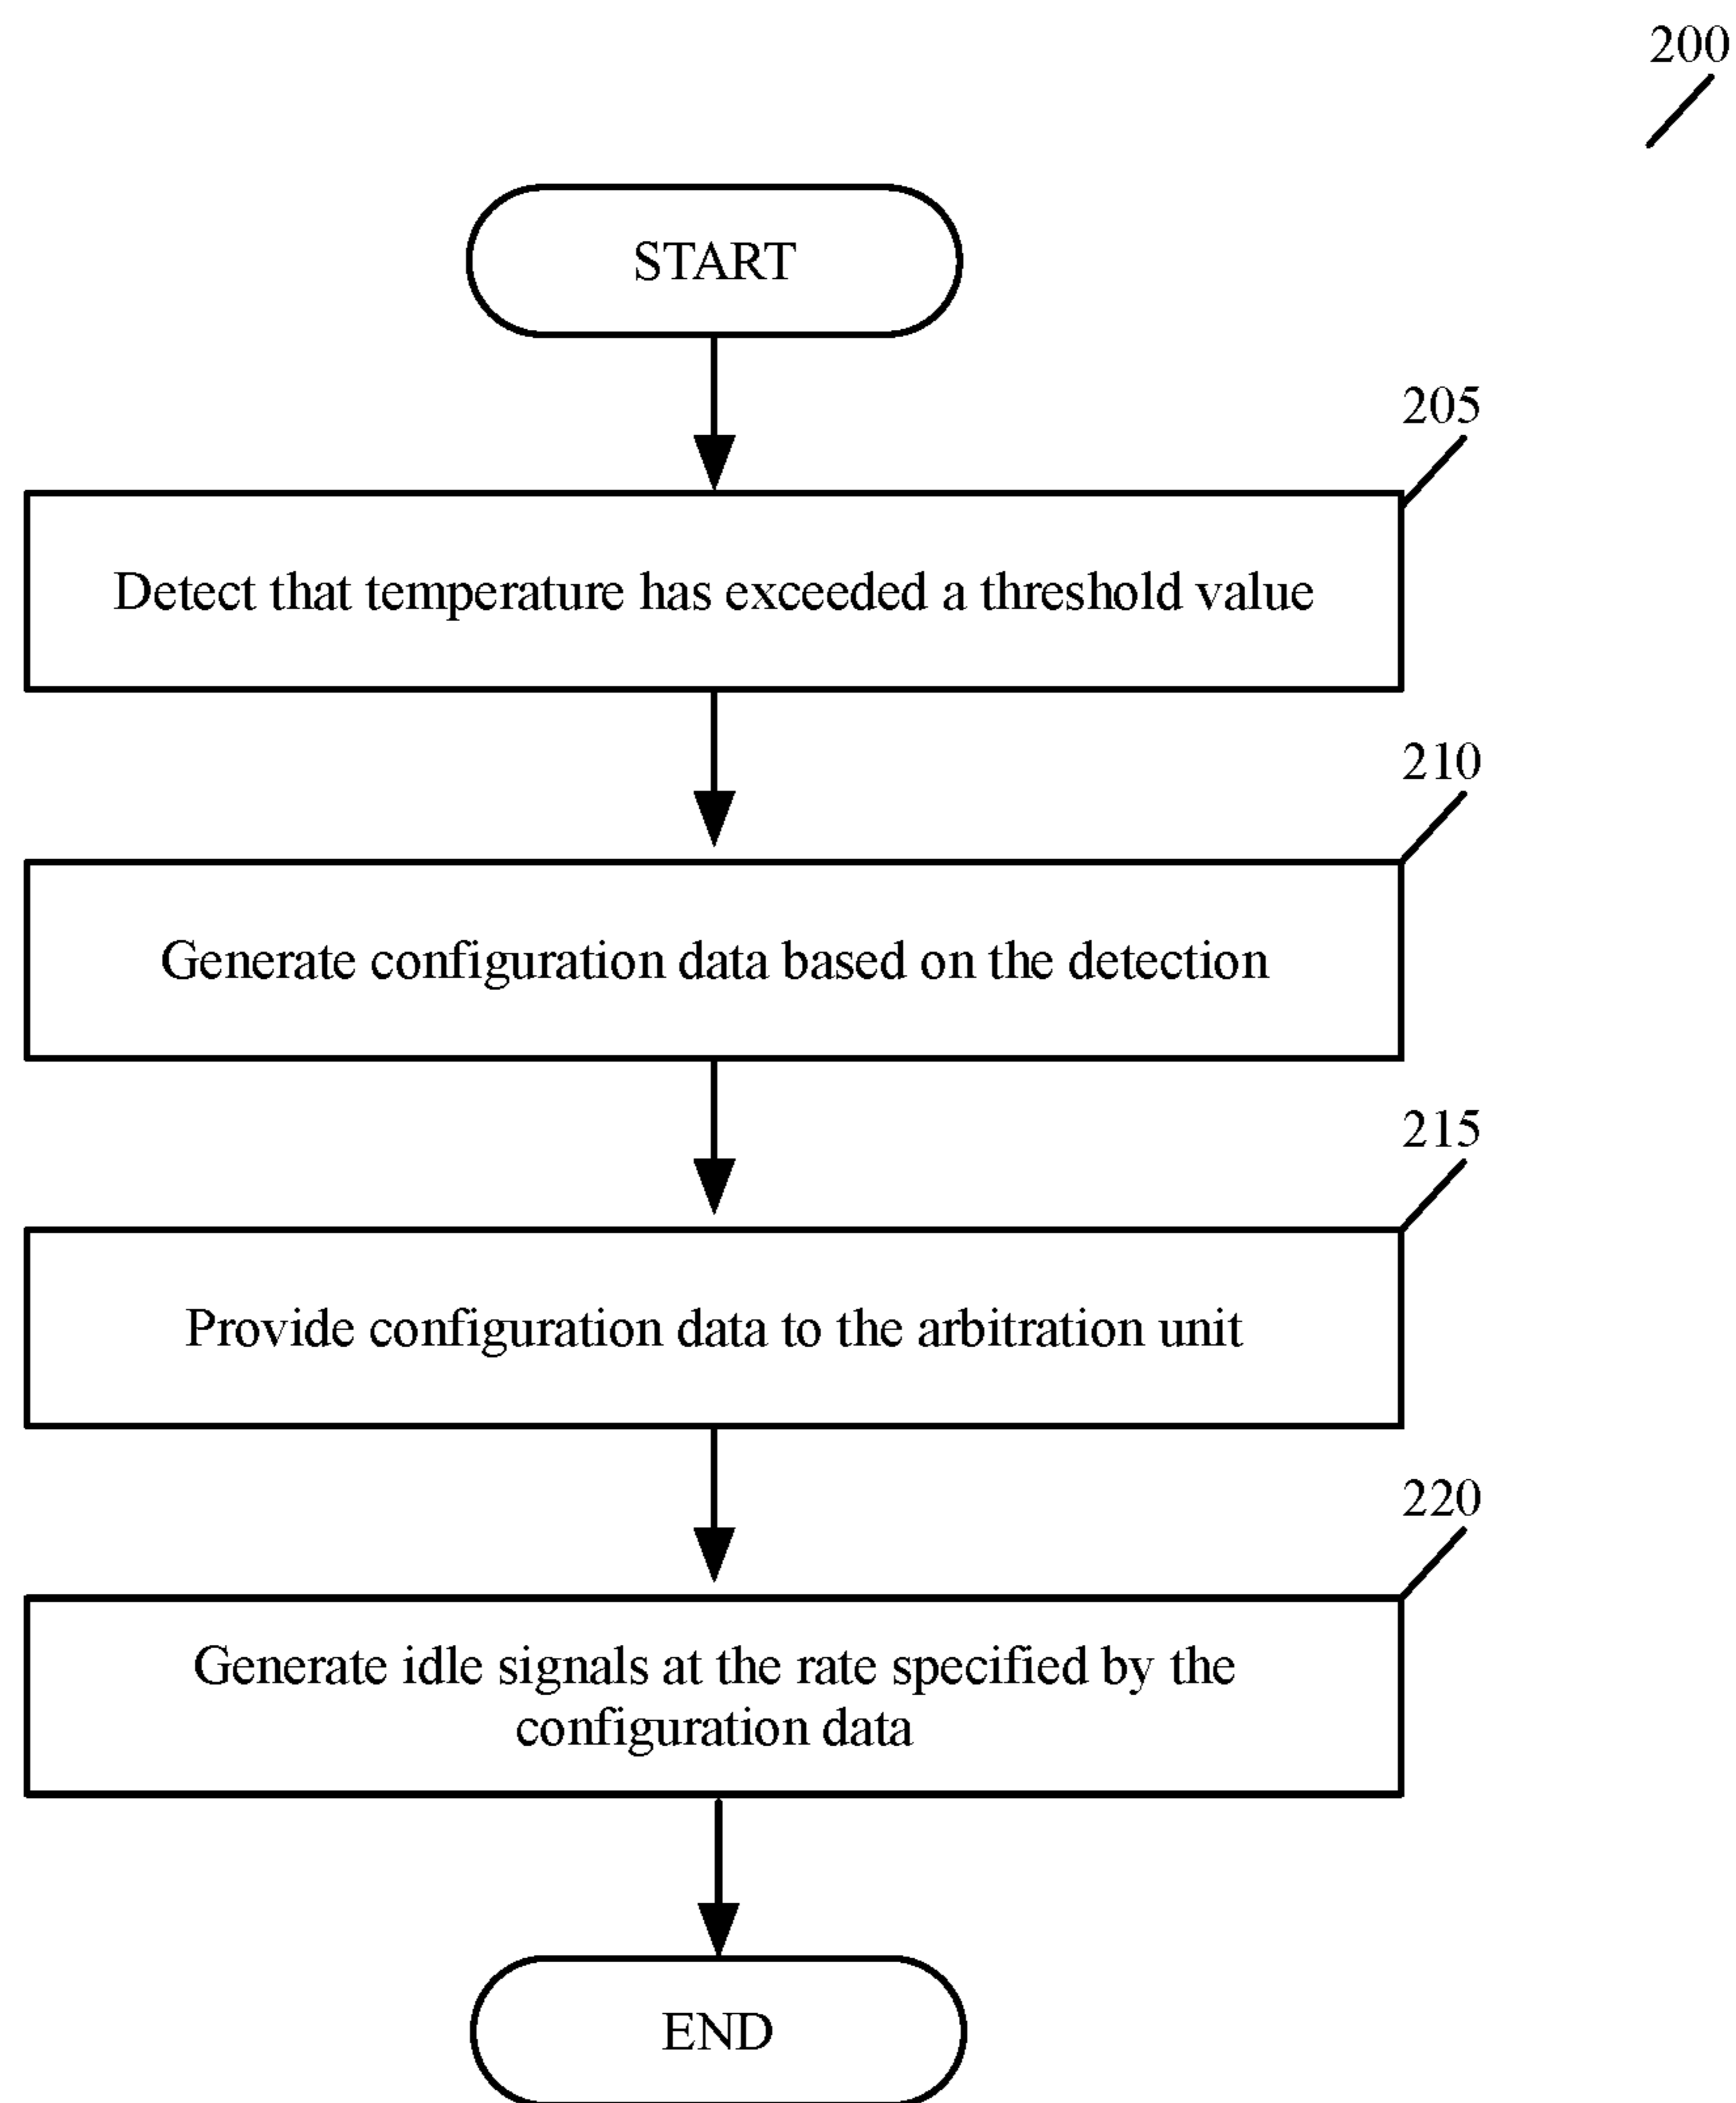 200
START
205
Detect that temperature has exceeded a threshold value
210
Generate configuration data based on the detection
215
Provide configuration data to the arbitration unit
220
Generate idle signals at the rate specified by the
configuration data
END